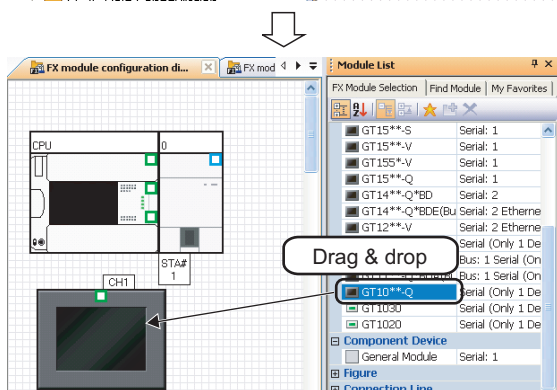 FX module configuration di...
FX mod
Module List
FX Module Selection
Find Module
My Favorites
GT15**-S Serial: 1
GT15**-V Serial: 1
GT155*-V Serial: 1
GT15**-Q Serial: 1
GT14**-Q*BD Serial: 2
GT14**-Q*BDE(Bu Serial: 2 Etherne
GT12**-V Serial: 2 Etherne
Serial (Only 1 De
Bus: 1 Serial (On
GT10**-Q Serial (Only 1 De
GT1030 Serial (Only 1 De
GT1020 Serial (Only 1 De
Component Device
General Module Serial: 1
Figure
Connection Line
Drag & drop
CPU
0
STA#
1
CH1